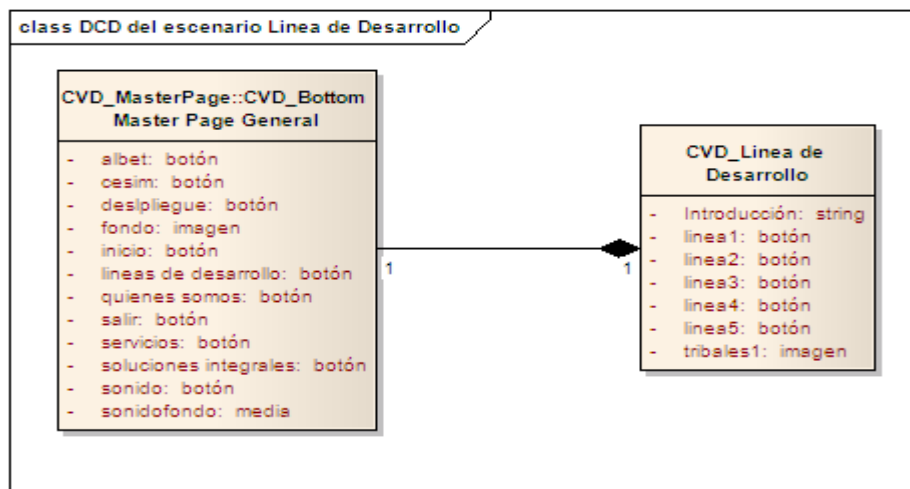 class DCD del escenario Linea de Desarrollo
CVD_MasterPage::CVD_Bottom
Master Page General
- albet: botón
- cesim: botón
- deslpliegue: botón
- fondo: imagen
- inicio: botón
- lineas de desarrollo: botón
- quienes somos: botón
- salir: botón
- servicios: botón
- soluciones integrales: botón
- sonido: botón
- sonidofondo: media
1
1
CVD_Linea de
Desarrollo
- Introducción: string
- linea1: botón
- linea2: botón
- linea3: botón
- linea4: botón
- linea5: botón
- tribales1: imagen